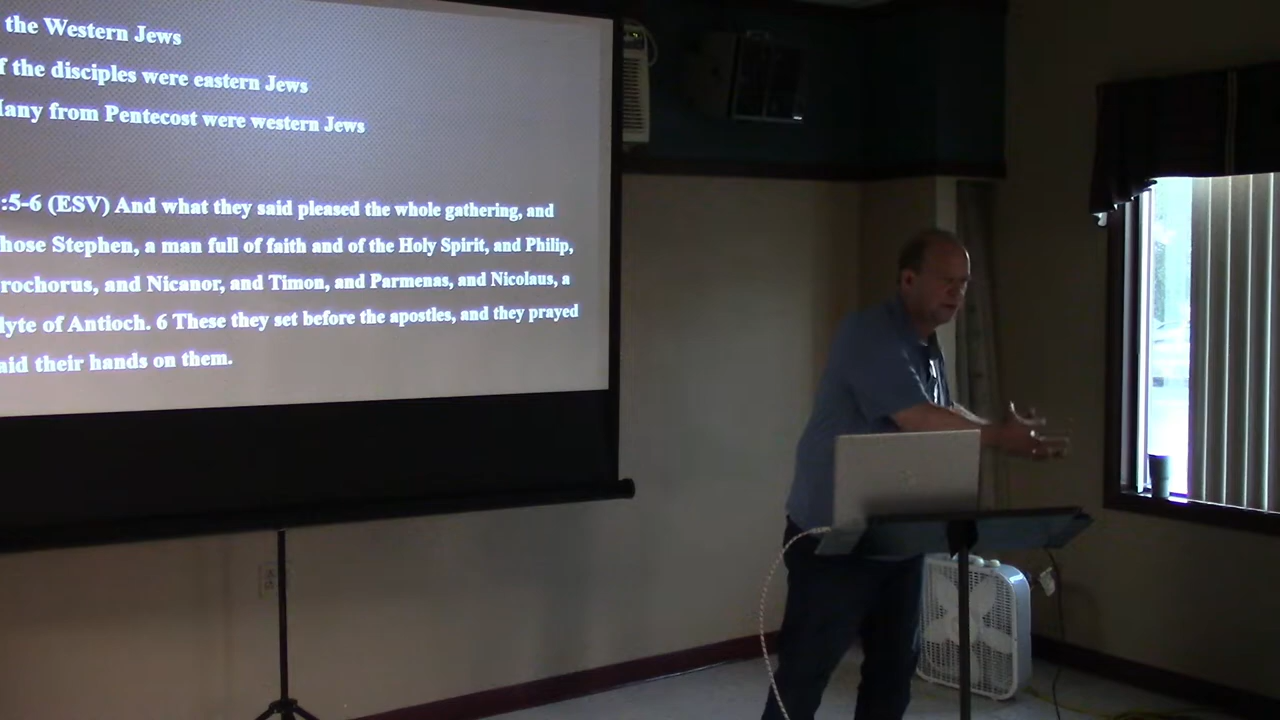 the Western Jews
f the disciples were eastern Jews
any from Pentecost were western Jews
:5-6 (ESV) And what they said pleased the whole gathering, and
hose Stephen, a man full of faith and of the Holy Spirit, and Philip,
rochorus, and Nicanor, and Timon, and Parmenas, and Nicolaus, a
lyte of Antioch. 6 These they set before the apostles, and they prayed
aid their hands on them.